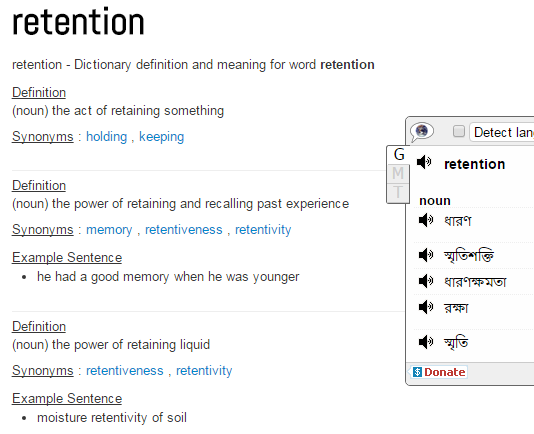 retention
retention - Dictionary definition and meaning for word retention
Definition
(noun) the act of retaining something
Synonyms : holding , keeping
Definition
(noun) the power of retaining and recalling past experience
Synonyms : memory , retentiveness , retentivity
Example Sentence
he had a good memory when he was younger
Definition
(noun) the power of retaining liquid
Synonyms : retentiveness , retentivity
Example Sentence
moisture retentivity of soil
Detect lan
G
M
T
retention
noun
ধারণ
স্মৃতিশক্তি
ধারণক্ষমতা
রক্ষা
স্মৃতি
$ Donate